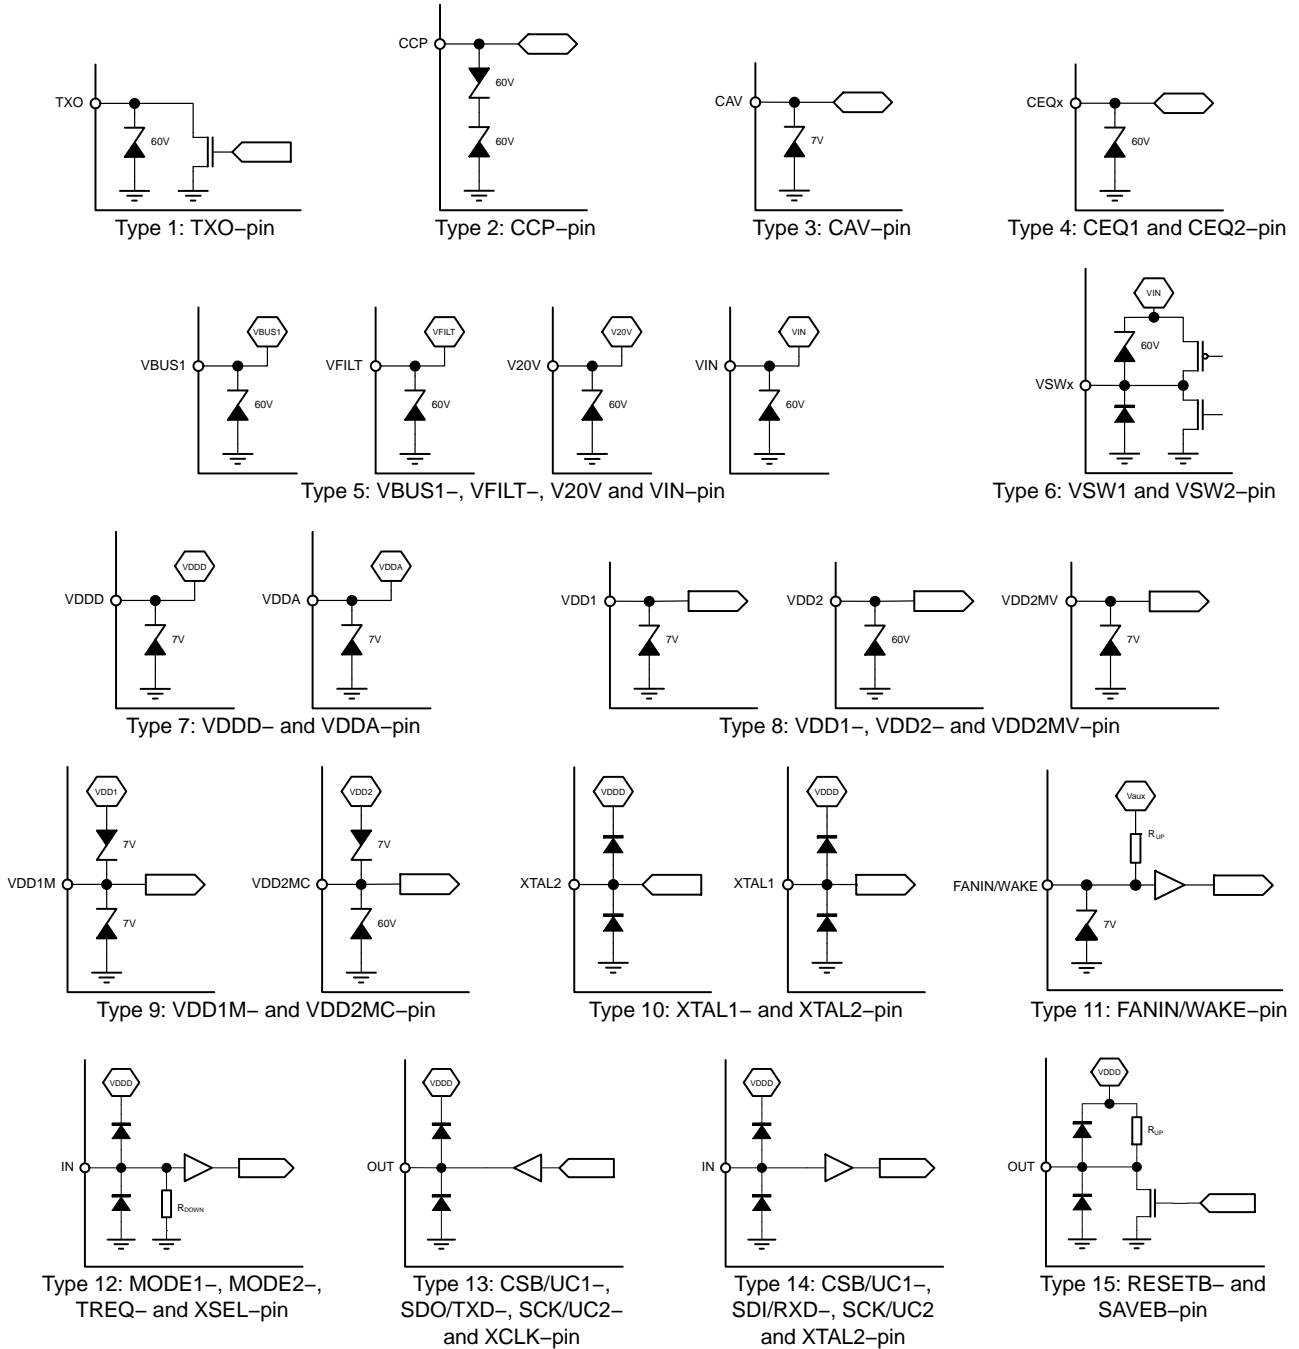 TXO
60V
Type 1: TXO–pin
CCP
60V
60V
Type 2: CCP–pin
CAV
7V
Type 3: CAV–pin
CEQx
60V
Type 4: CEQ1 and CEQ2–pin
VBUS1
VBUS1
60V
VFILT
VFILT
60V
V20V
V20V
60V
VIN
VIN
60V
Type 5: VBUS1–, VFILT–, V20V and VIN–pin
VIN
60V
VSWx
Type 6: VSW1 and VSW2–pin
VDDD
VDDD
7V
VDDA
VDDA
7V
Type 7: VDDD– and VDDA–pin
VDD1
7V
VDD2
60V
VDD2MV
7V
Type 8: VDD1–, VDD2– and VDD2MV–pin
VDD1
7V
VDD1M
7V
VDD2
7V
VDD2MC
60V
Type 9: VDD1M– and VDD2MC–pin
VDDD
XTAL2
VDDD
XTAL1
Type 10: XTAL1– and XTAL2–pin
Vaux
RUP
FANIN/WAKE
7V
Type 11: FANIN/WAKE–pin
VDDD
IN
RDOWN
Type 12: MODE1–, MODE2–,
TREQ– and XSEL–pin
VDDD
OUT
Type 13: CSB/UC1–,
SDO/TXD–, SCK/UC2–
and XCLK–pin
VDDD
IN
Type 14: CSB/UC1–,
SDI/RXD–, SCK/UC2
and XTAL2–pin
VDDD
RUP
OUT
Type 15: RESETB– and
SAVEB–pin